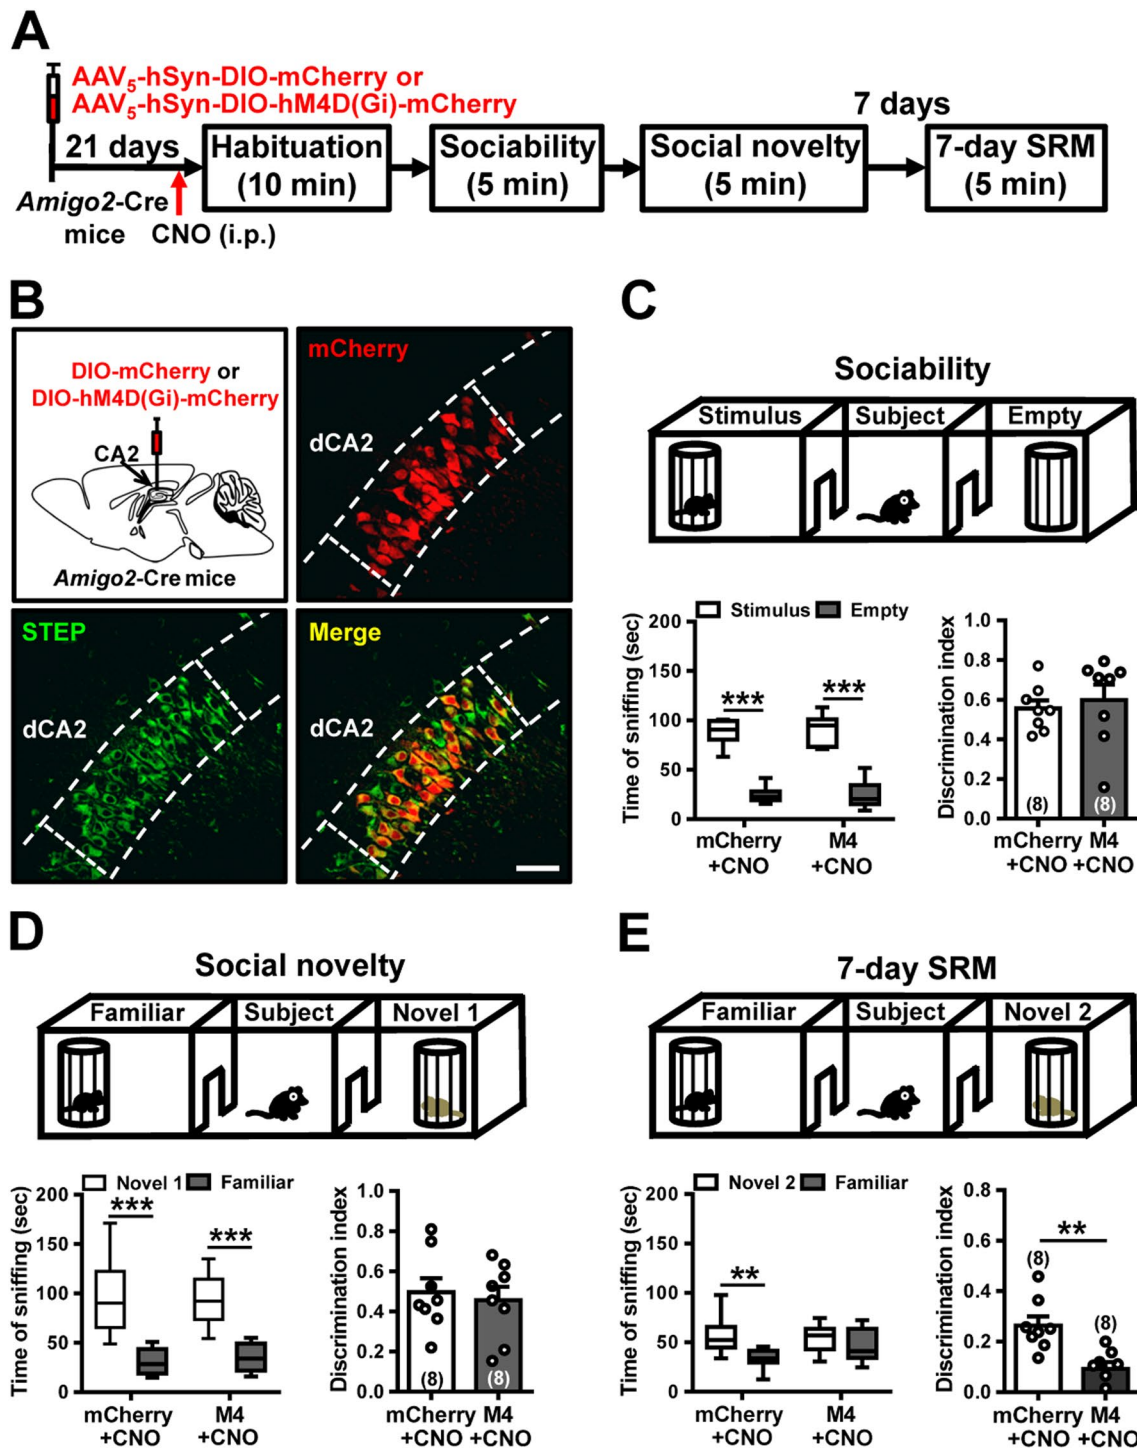 A
AAV5-hSyn-DIO-mCherry or
AAV5-hSyn-DIO-hM4D(Gi)-mCherry
21 days
Amigo2-Cre
mice
CNO (i.p.)
Habituation
(10 min)
Sociability
(5 min)
Social novelty
(5 min)
7 days
7-day SRM
(5 min)
B
DIO-mCherry or
DIO-hM4D(Gi)-mCherry
CA2
Amigo2-Cre mice
mCherry
dCA2
STEP
dCA2
Merge
dCA2
C
Sociability
Stimulus Subject Empty
Stimulus Empty
Time of sniffing (sec)
200
150
100
50
0
*** ***
mCherry
+CNO
M4
+CNO
Discrimination index
1.0
0.8
0.6
0.4
0.2
0.0
(8) (8)
mCherry M4
+CNO +CNO
D
Social novelty
Familiar Subject Novel 1
Novel 1 Familiar
Time of sniffing (sec)
200
150
100
50
0
*** ***
mCherry
+CNO
M4
+CNO
Discrimination index
1.0
0.8
0.6
0.4
0.2
0.0
(8) (8)
mCherry M4
+CNO +CNO
E
7-day SRM
Familiar Subject Novel 2
Novel 2 Familiar
Time of sniffing (sec)
200
150
100
50
0
**
mCherry
+CNO
M4
+CNO
Discrimination index
0.8
0.6
0.4
0.2
0.0
**
(8) (8)
mCherry M4
+CNO +CNO